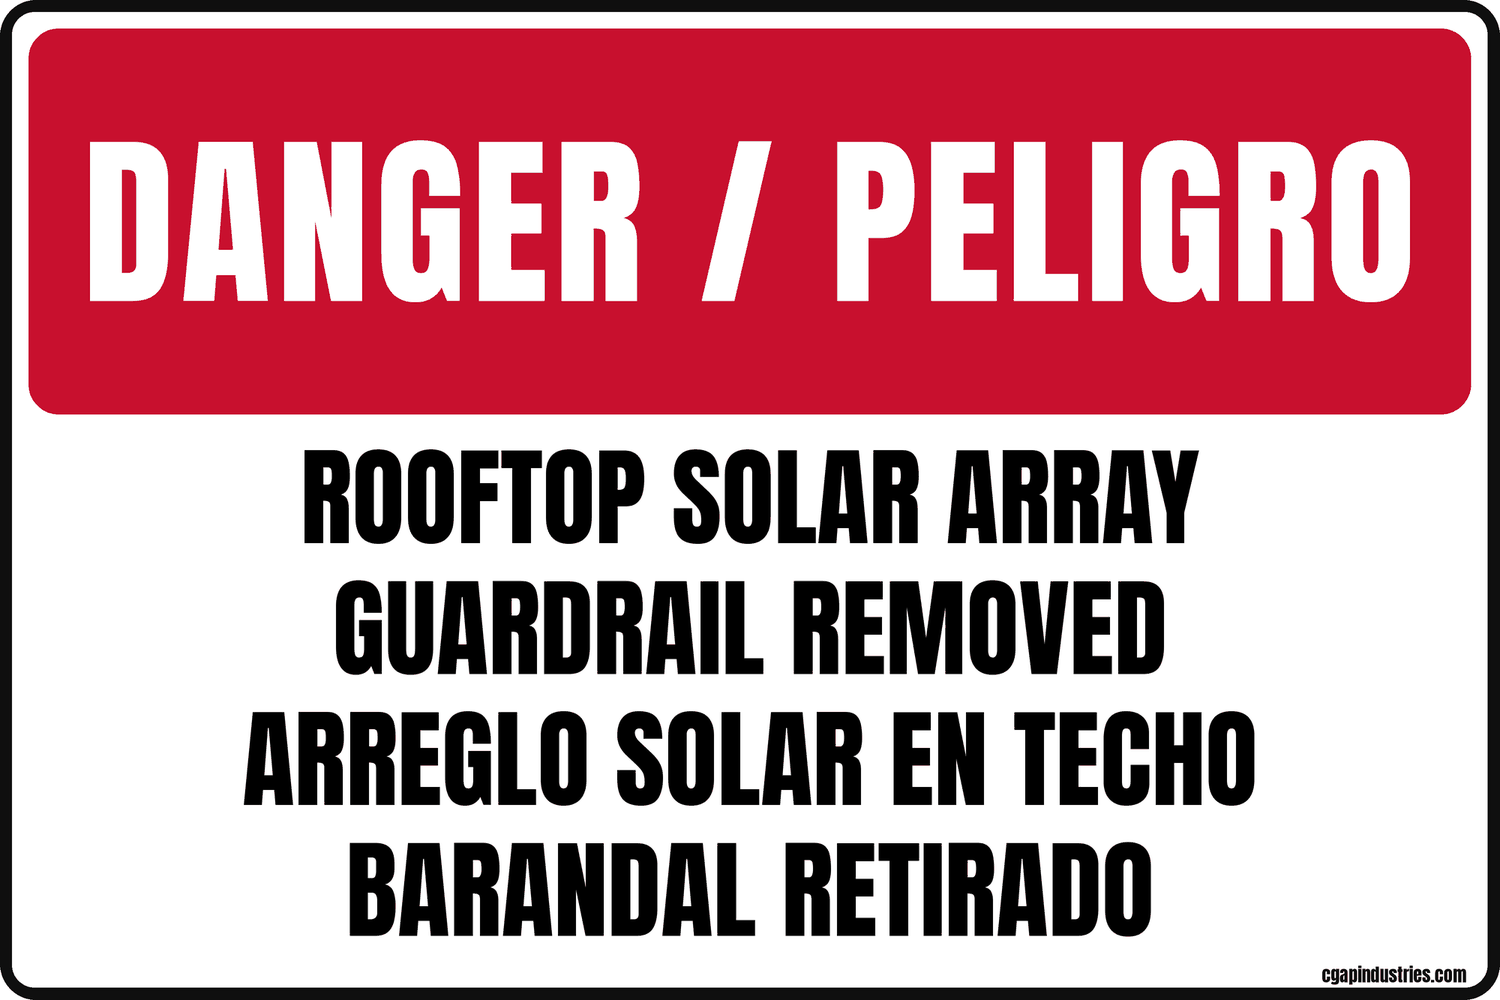 DANGER / PELIGRO
ROOFTOP SOLAR ARRAY
GUARDRAIL REMOVED
ARREGLO SOLAR EN TECHO
BARANDAL RETIRADO
cgapindustries.com